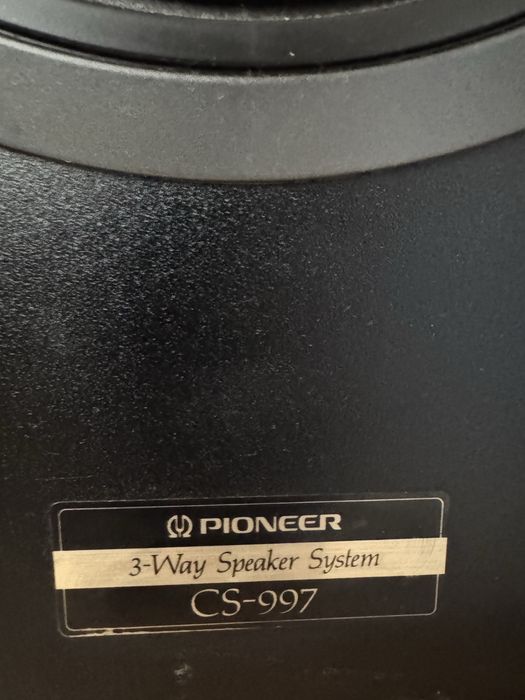 PIONEER
3-Way Speaker System
CS-997